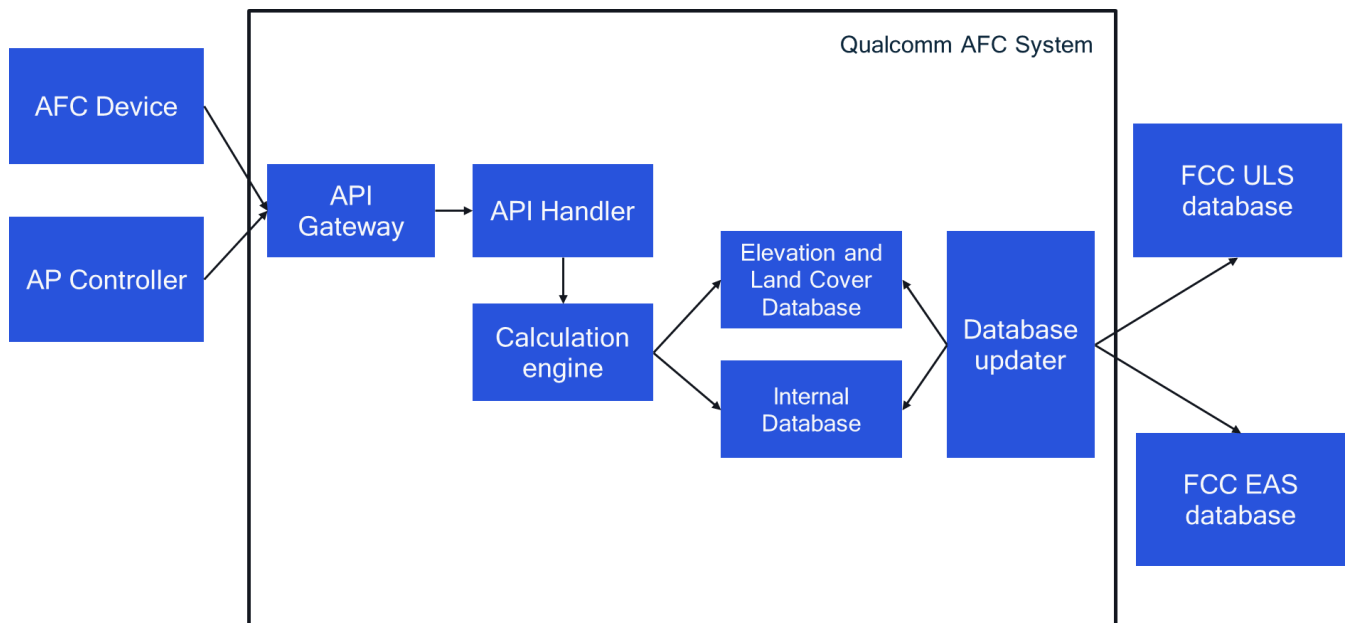 Qualcomm AFC System
AFC Device
AP Controller
API
Gateway
API Handler
Calculation
engine
Elevation and
Land Cover
Database
Internal
Database
Database
updater
FCC ULS
database
FCC EAS
database